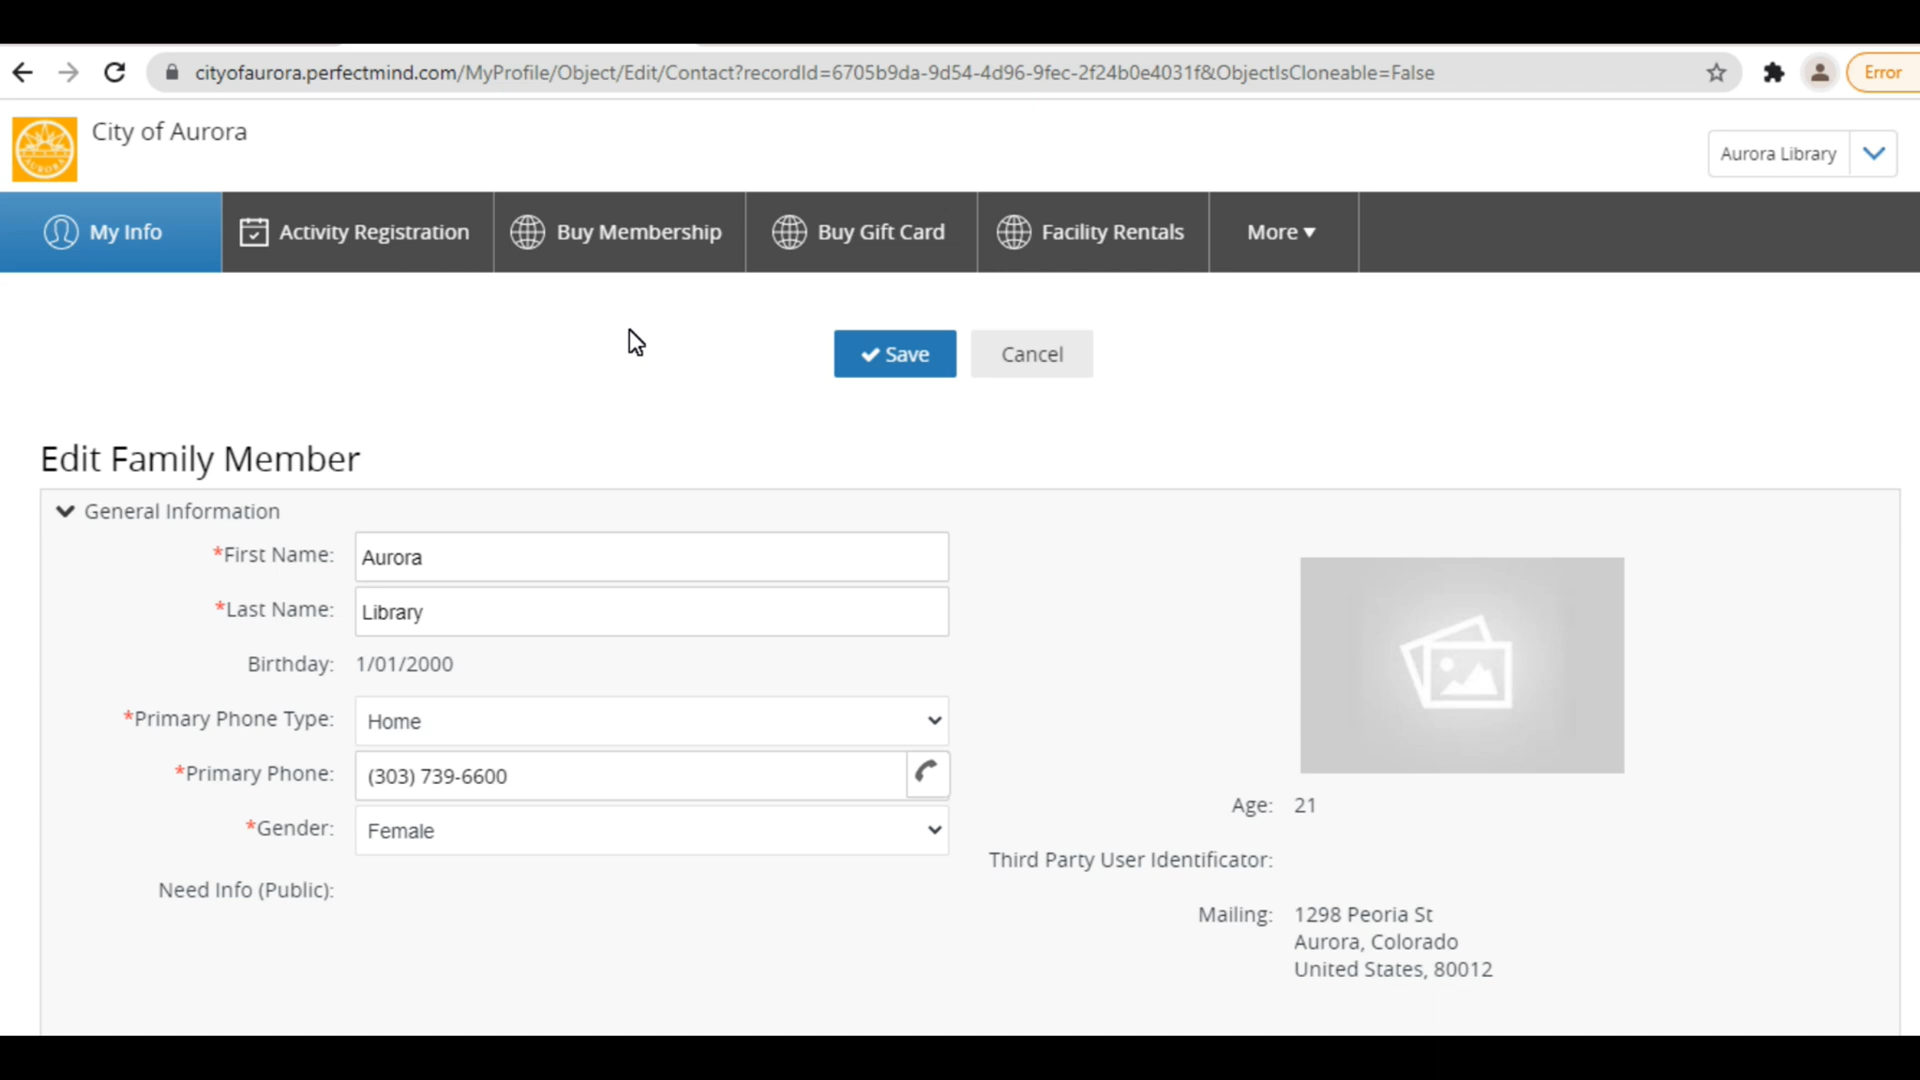 cityofaurora.perfectmind.com/MyProfile/Object/Edit/Contact?recordId=6705b9da-9d54-4d96-9fec-2f24b0e4031f&ObjectIsCloneable=False
Error
City of Aurora
AURORA
Aurora Library
My Info
Activity Registration
Buy Membership
Buy Gift Card
Facility Rentals
More
Save
Cancel
Edit Family Member
General Information
*First Name: Aurora
*Last Name: Library
Birthday: 1/01/2000
*Primary Phone Type: Home
*Primary Phone: (303) 739-6600
*Gender: Female
Need Info (Public):
Age: 21
Third Party User Identificator:
Mailing: 1298 Peoria St
Aurora, Colorado
United States, 80012